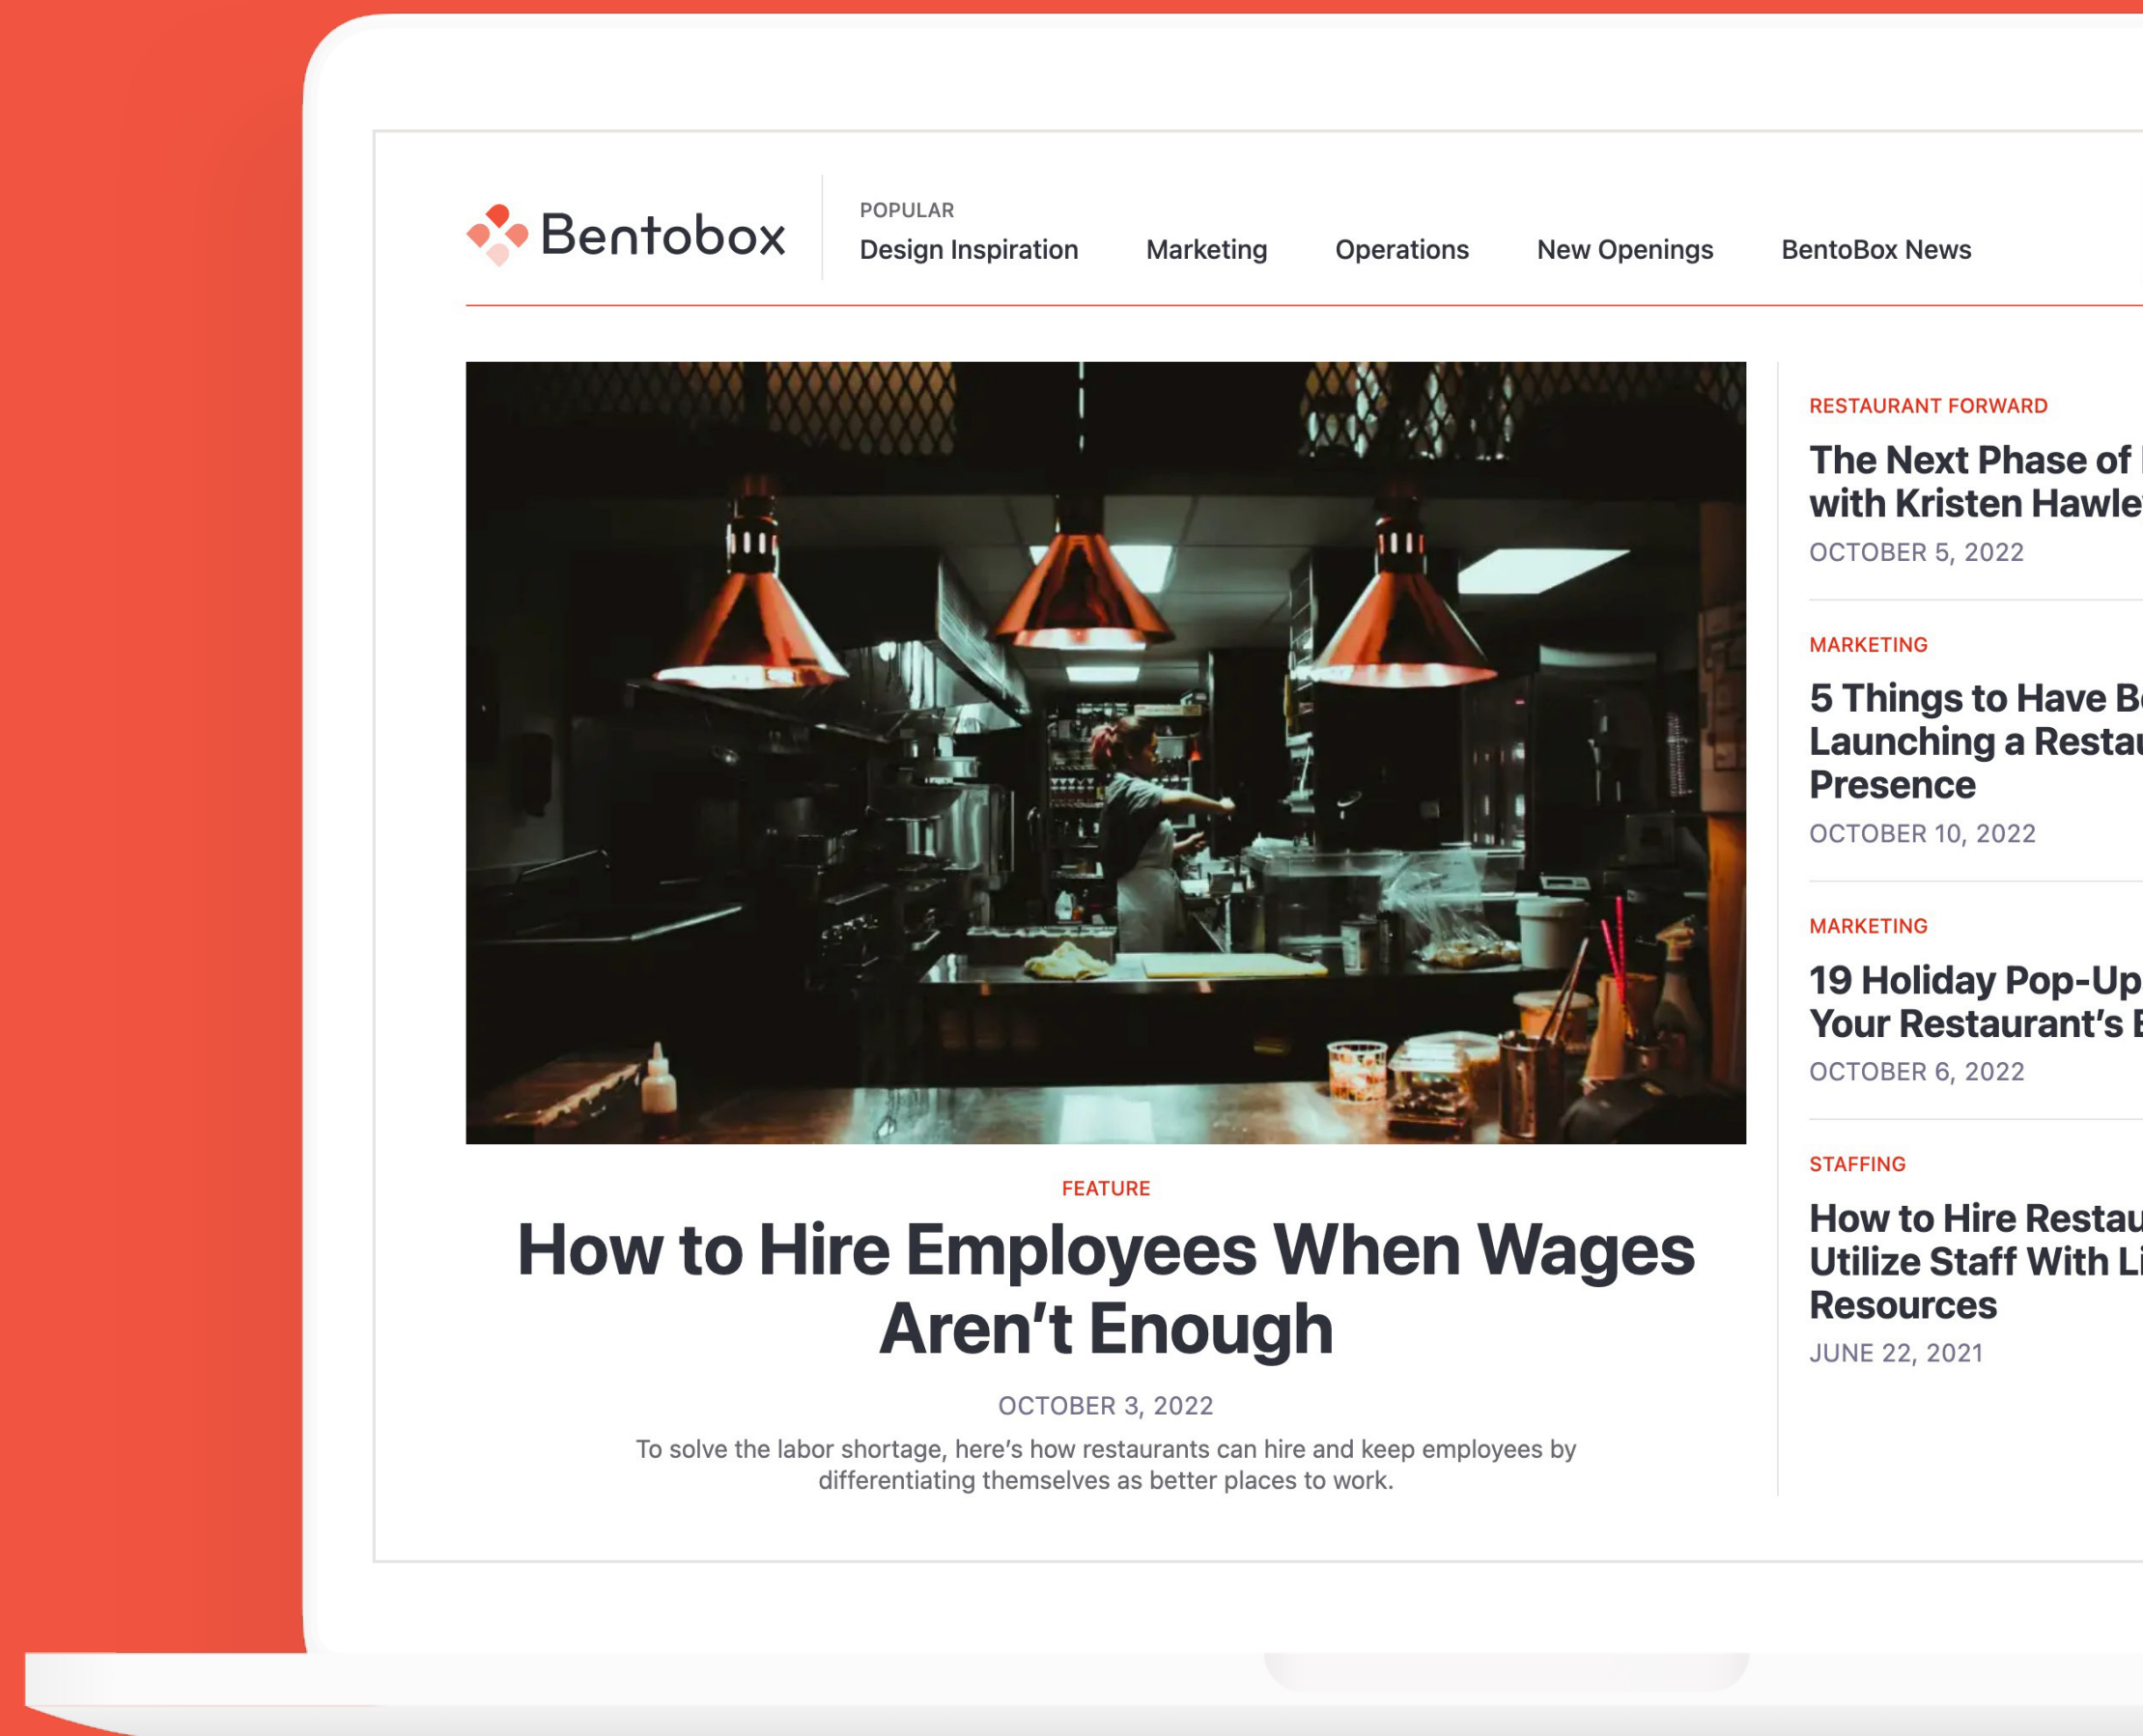 Bentobox
POPULAR
Design Inspiration Marketing Operations New Openings BentoBox News
FEATURE
How to Hire Employees When Wages
Aren’t Enough
OCTOBER 3, 2022
To solve the labor shortage, here’s how restaurants can hire and keep employees by
differentiating themselves as better places to work.
RESTAURANT FORWARD
The Next Phase of
with Kristen
OCTOBER 5, 2022
MARKETING
5 Things to Have
Launching a
Presence
OCTOBER 10, 2022
MARKETING
19 Holiday Pop-Up
Your Restaurant’s
OCTOBER 6, 2022
STAFFING
How to Hire
Utilize Staff With
Resources
JUNE 22, 2021